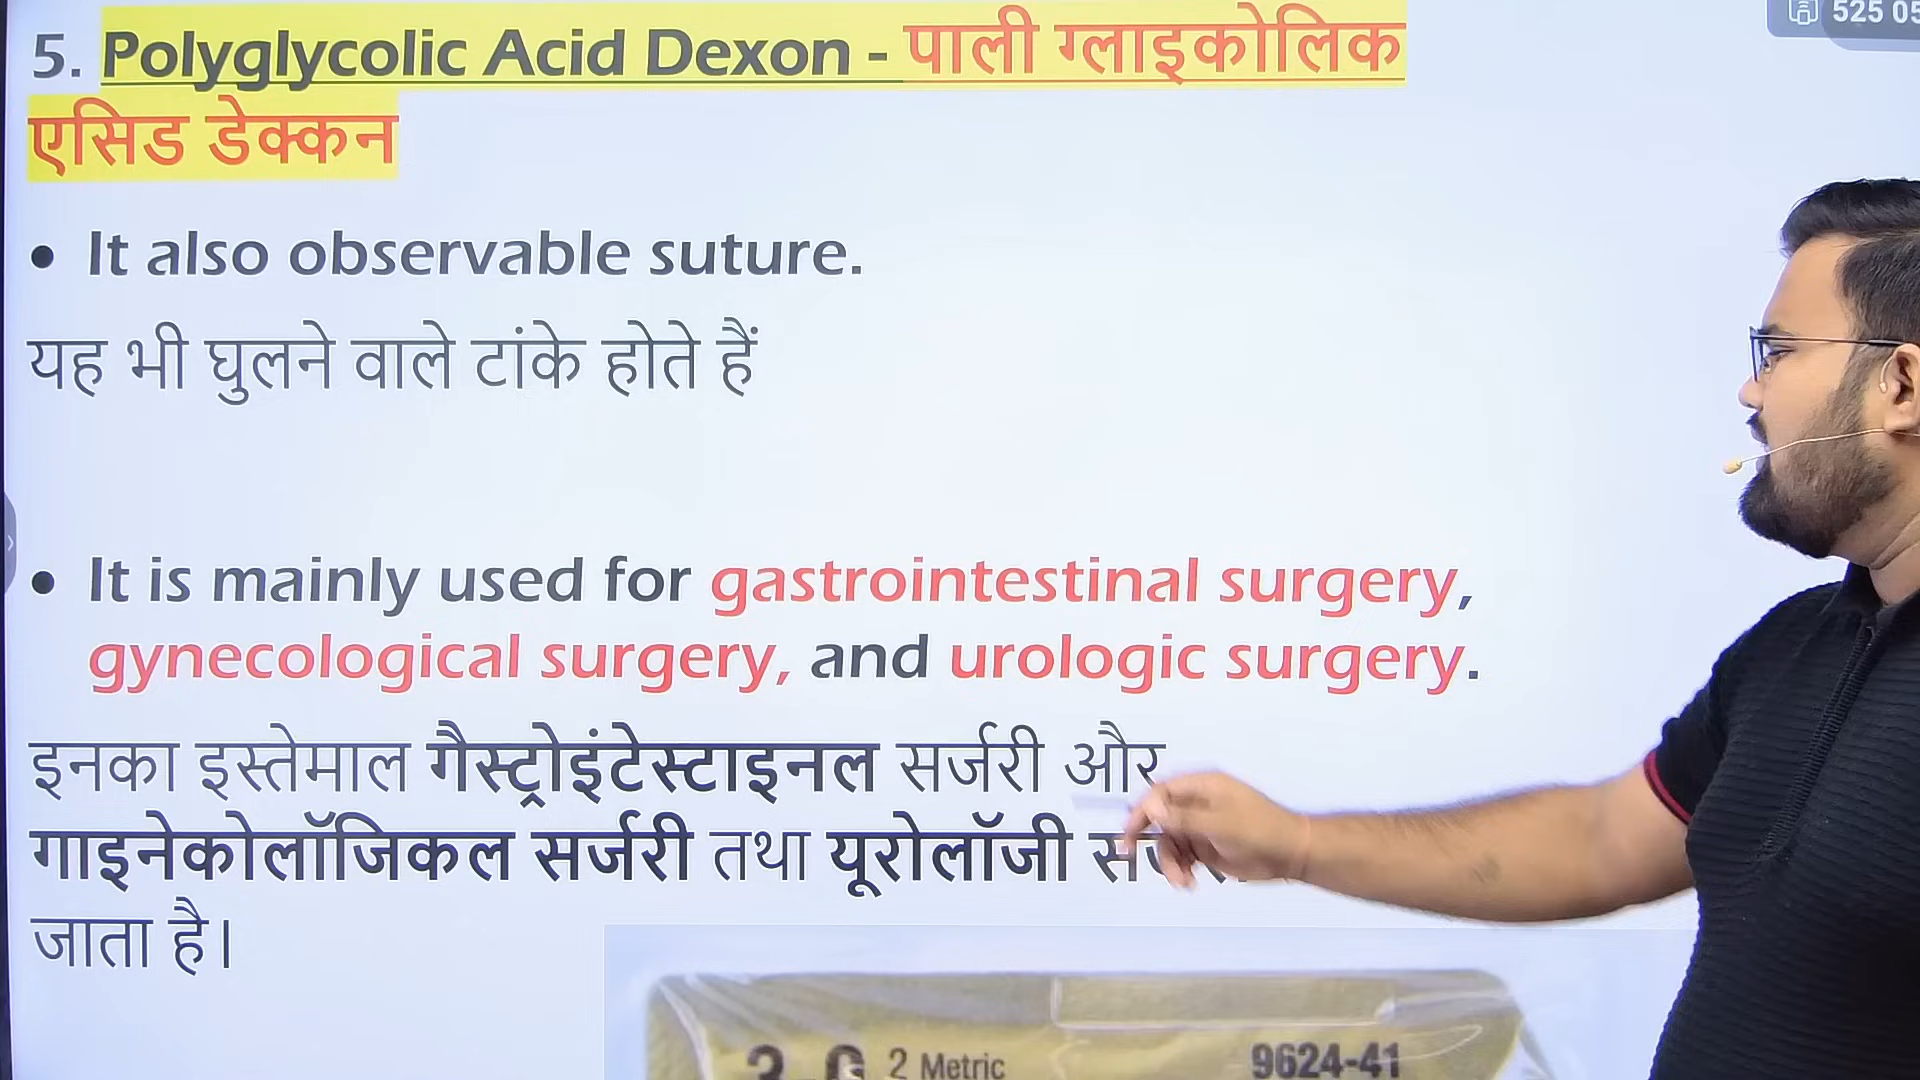 525 05
5. Polyglycolic Acid Dexon - पाली ग्लाइकोलिक
एसिड डेक्कन
• It also observable suture.
यह भी घुलने वाले टांके होते हैं
• It is mainly used for gastrointestinal surgery,
gynecological surgery, and urologic surgery.
इनका इस्तेमाल गैस्ट्रोइंटेस्टाइनल सर्जरी और
गाइनेकोलॉजिकल सर्जरी तथा यूरोलॉजी
जाता है।
2 Metric 9624-41